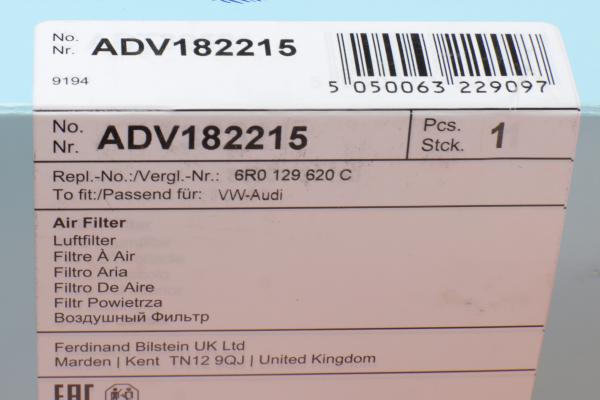 No.
Nr. ADV182215
9194
5 050063 229097
No.
Nr. ADV182215
Pcs.
Stck. 1
Repl.-No.:/Vergl.-Nr.: 6R0 129 620 C
To fit:/Passend für: VW-Audi
Air Filter
Luftfilter
Filtre À Air
Filtro Aria
Filtro De Aire
Filtr Powietrza
Воздушный Фильтр
Ferdinand Bilstein UK Ltd
Marden | Kent TN12 9QJ | United Kingdom
EAC